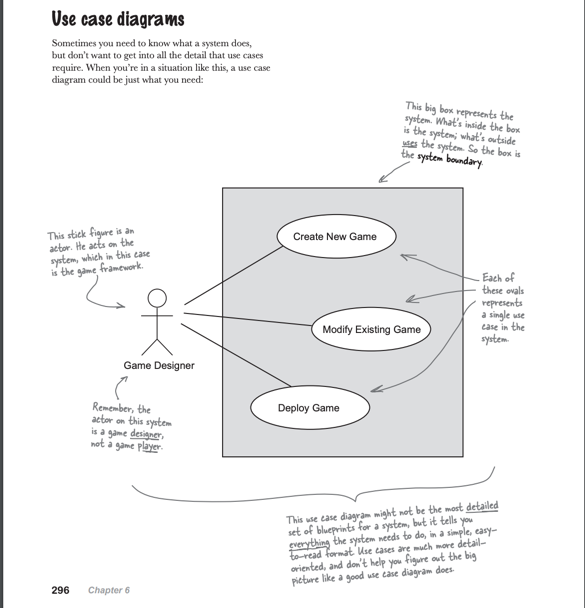 Use case diagrams
Sometimes you need to know what a system does,
but don't want to get into all the detail that use cases
require. When you're in a situation like this, a use case
diagram could be just what you need:
This big box represents the
system. What's inside the box
is the system; what's outside
uses the system. So the box is
the system boundary.
This stick figure is an
actor. He acts on the
system, which in this case
is the game framework.
Create New Game
Each of
these ovals
represents
a single use
case in the
system.
Modify Existing Game
Game Designer
Deploy Game
Remember, the
actor on this system
is a game designer,
not a game player.
This use case diagram might not be the most detailed
set of blueprints for a system, but it tells you
everything the system needs to do, in a simple, easy-
to-read format. Use cases are much more detail-
oriented, and don't help you figure out the big
picture like a good use case diagram does.
296 Chapter 6